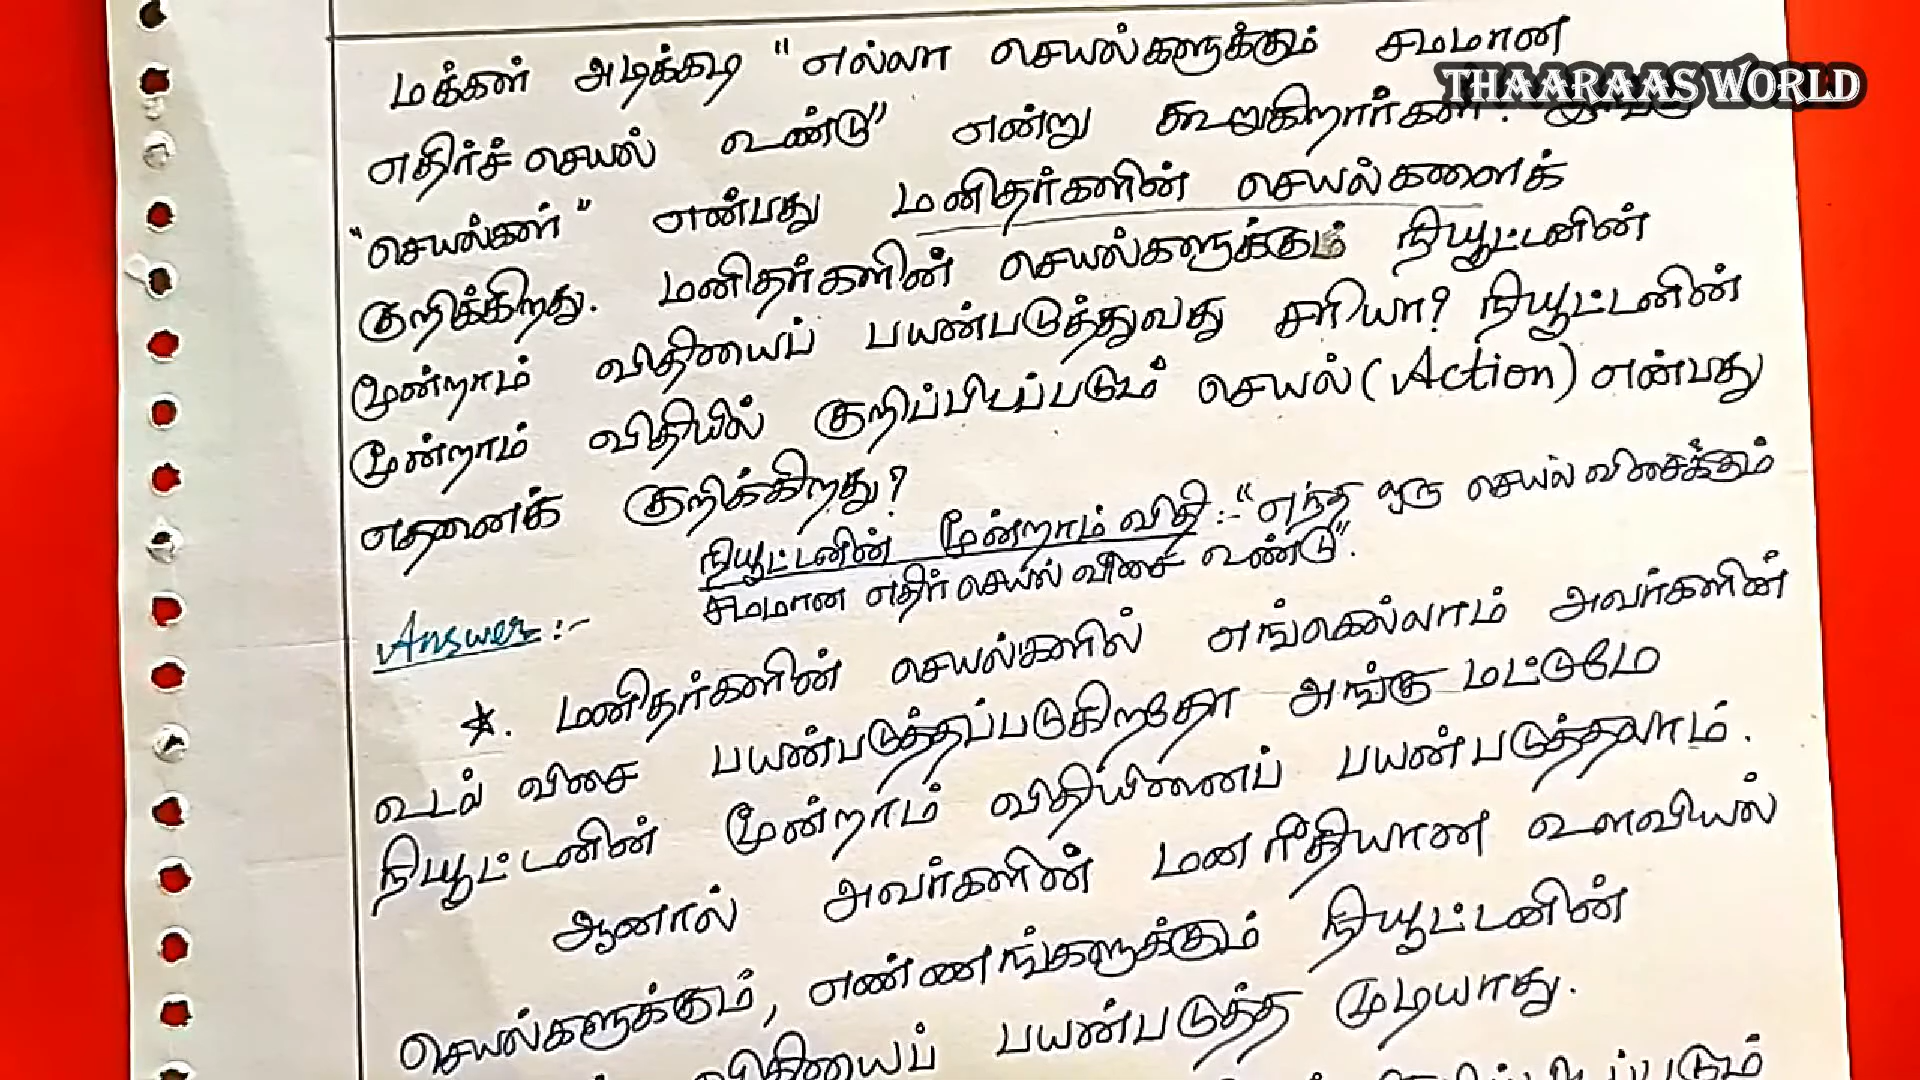 THAARAAS WORLD
மக்கள் அடிக்கடி "எல்லா செயல்களுக்கும் சமமான
எதிர்ச் செயல் உண்டு" என்று கூறுகிறார்கள்.
"செயல்கள்" என்பது மனிதர்களின் செயல்களைக்
குறிக்கிறது. மனிதர்களின் செயல்களுக்கும் நியூட்டனின்
மூன்றாம் விதியைப் பயன்படுத்துவது சரியா? நியூட்டனின்
மூன்றாம் விதியில் குறிப்பிடப்படும் செயல் (Action) என்பது
எதனைக் குறிக்கிறது?
நியூட்டனின் மூன்றாம் விதி:- "எந்த ஒரு செயல் விசைக்கும்
சமமான எதிர் செயல் விசை உண்டு".
Answer:-
★. மனிதர்களின் செயல்களில் எங்கெல்லாம் அவர்களின்
உடல் விசை பயன்படுத்தப்படுகிறதோ அங்கு மட்டுமே
நியூட்டனின் மூன்றாம் விதியினைப் பயன்படுத்தலாம்.
ஆனால் அவர்களின் மனரீதியான உளவியல்
செயல்களுக்கும், எண்ணங்களுக்கும் நியூட்டனின்
விதியைப் பயன்படுத்த முடியாது.